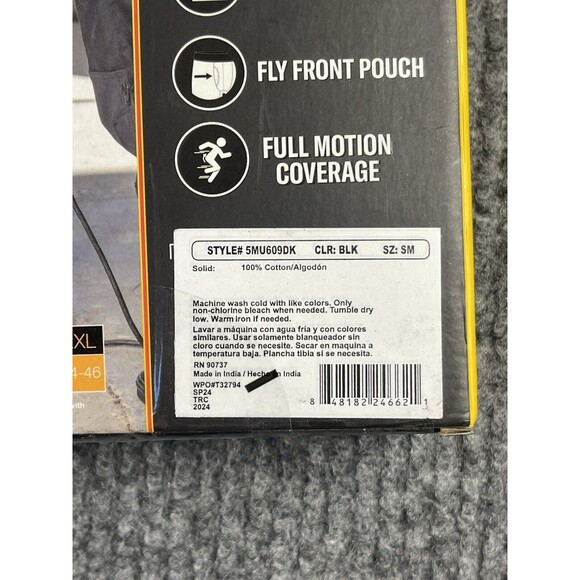 FLY FRONT POUCH
FULL MOTION
COVERAGE
STYLE# 5MU609DK CLR: BLK SZ: SM
Solid: 100% Cotton/Algodón
Machine wash cold with like colors. Only
non-chlorine bleach when needed. Tumble dry
low. Warm iron if needed.
Lavar a máquina con agua fría y con colores
similares. Usar solamente blanqueador sin
cloro cuando se necesite. Secar en maquina a
temperatura baja. Plancha tibia si se necesita.
RN 90737
Made in India / Hecho en India
WPO#T32794
SP24
TRC
2024
8 48182 24662 1
XL
4-46
with